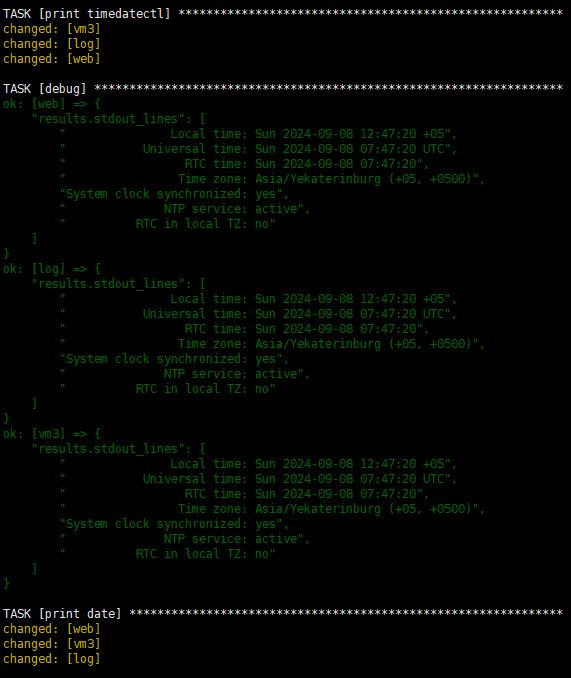 TASK [print timedatectl] *******************************************************
changed: [vm3]
changed: [log]
changed: [web]
TASK [debug] *******************************************************************
ok: [web] => {
    "results.stdout_lines": [
        "               Local time: Sun 2024-09-08 12:47:20 +05",
        "           Universal time: Sun 2024-09-08 07:47:20 UTC",
        "                 RTC time: Sun 2024-09-08 07:47:20",
        "                Time zone: Asia/Yekaterinburg (+05, +0500)",
        "System clock synchronized: yes",
        "              NTP service: active",
        "          RTC in local TZ: no"
    ]
}
ok: [log] => {
    "results.stdout_lines": [
        "               Local time: Sun 2024-09-08 12:47:20 +05",
        "           Universal time: Sun 2024-09-08 07:47:20 UTC",
        "                 RTC time: Sun 2024-09-08 07:47:20",
        "                Time zone: Asia/Yekaterinburg (+05, +0500)",
        "System clock synchronized: yes",
        "              NTP service: active",
        "          RTC in local TZ: no"
    ]
}
ok: [vm3] => {
    "results.stdout_lines": [
        "               Local time: Sun 2024-09-08 12:47:20 +05",
        "           Universal time: Sun 2024-09-08 07:47:20 UTC",
        "                 RTC time: Sun 2024-09-08 07:47:20",
        "                Time zone: Asia/Yekaterinburg (+05, +0500)",
        "System clock synchronized: yes",
        "              NTP service: active",
        "          RTC in local TZ: no"
    ]
}
TASK [print date] **************************************************************
changed: [web]
changed: [vm3]
changed: [log]